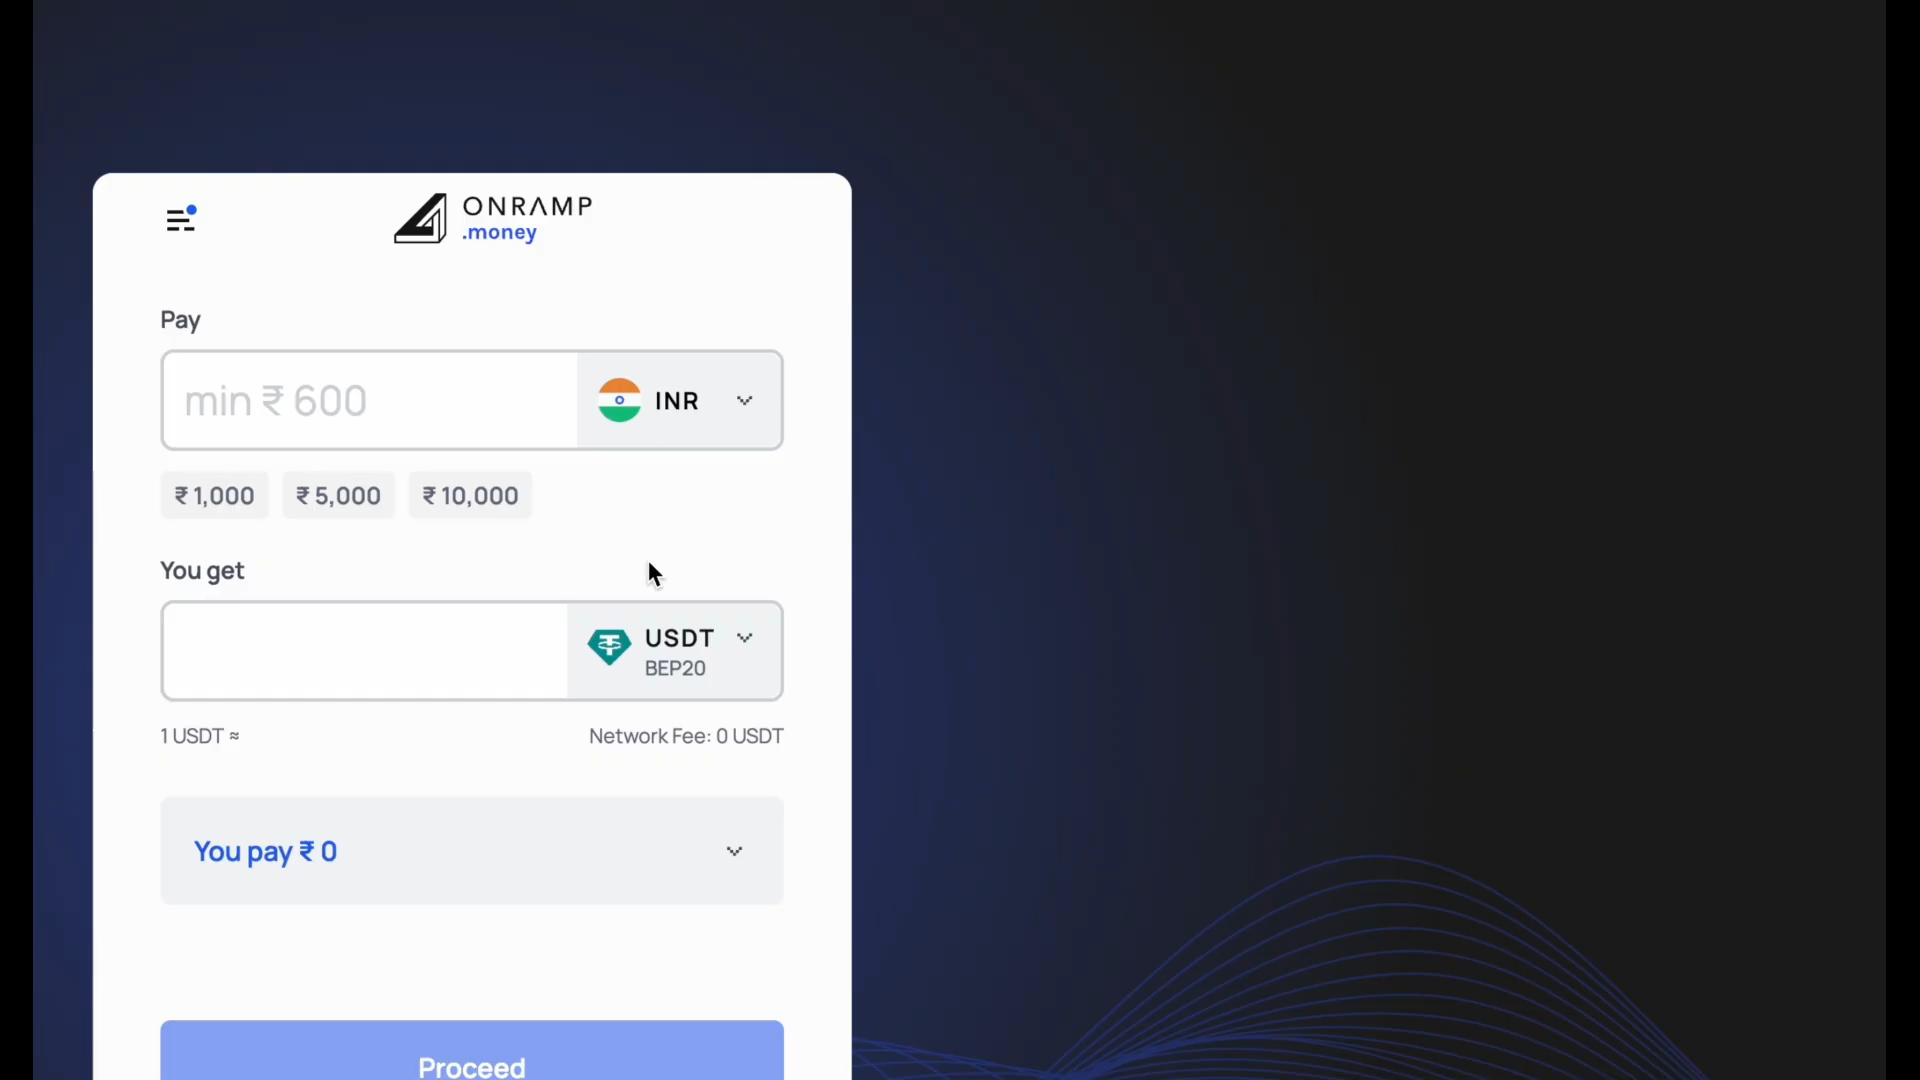 ONRAMP
.money
Pay
min ₹ 600
INR
₹ 1,000 ₹ 5,000 ₹ 10,000
You get
USDT
BEP20
1 USDT ≈ Network Fee: 0 USDT
You pay ₹ 0
Proceed